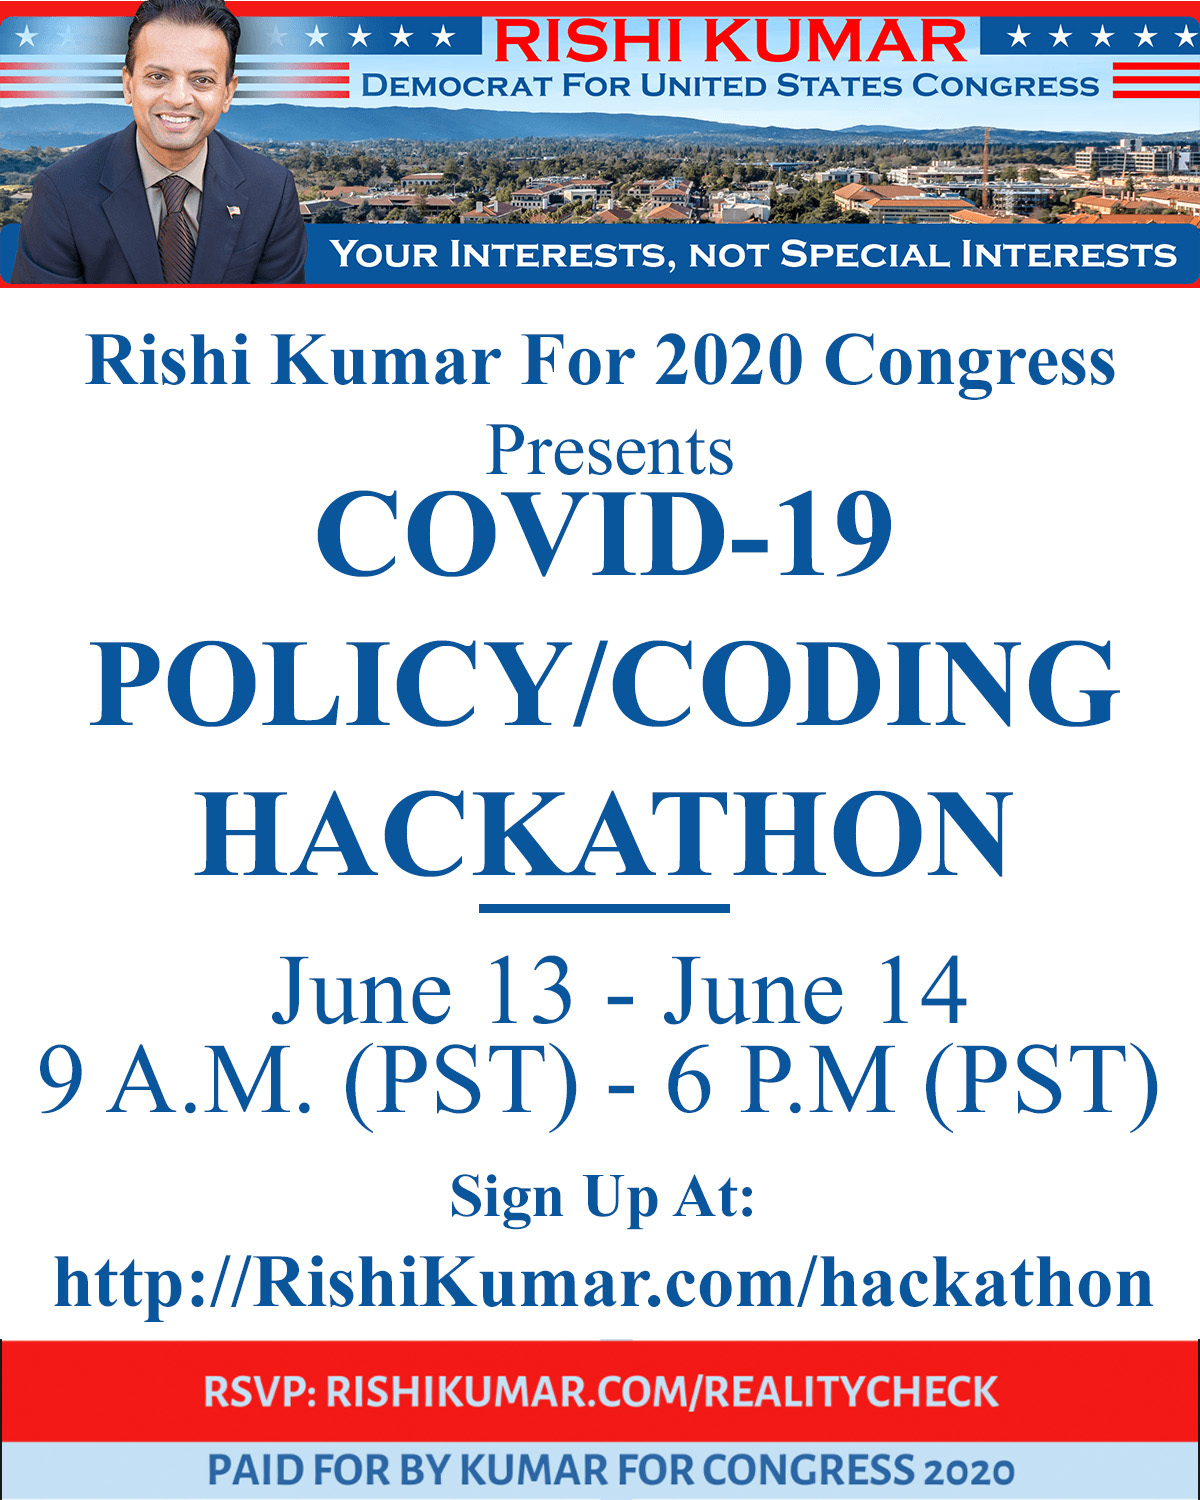 RISHI KUMAR
DEMOCRAT FOR UNITED STATES CONGRESS
YOUR INTERESTS, NOT SPECIAL INTERESTS
Rishi Kumar For 2020 Congress
Presents
COVID-19
POLICY/CODING
HACKATHON
June 13 - June 14
9 A.M. (PST) - 6 P.M (PST)
Sign Up At:
http://RishiKumar.com/hackathon
RSVP: RISHIKUMAR.COM/REALITYCHECK
PAID FOR BY KUMAR FOR CONGRESS 2020